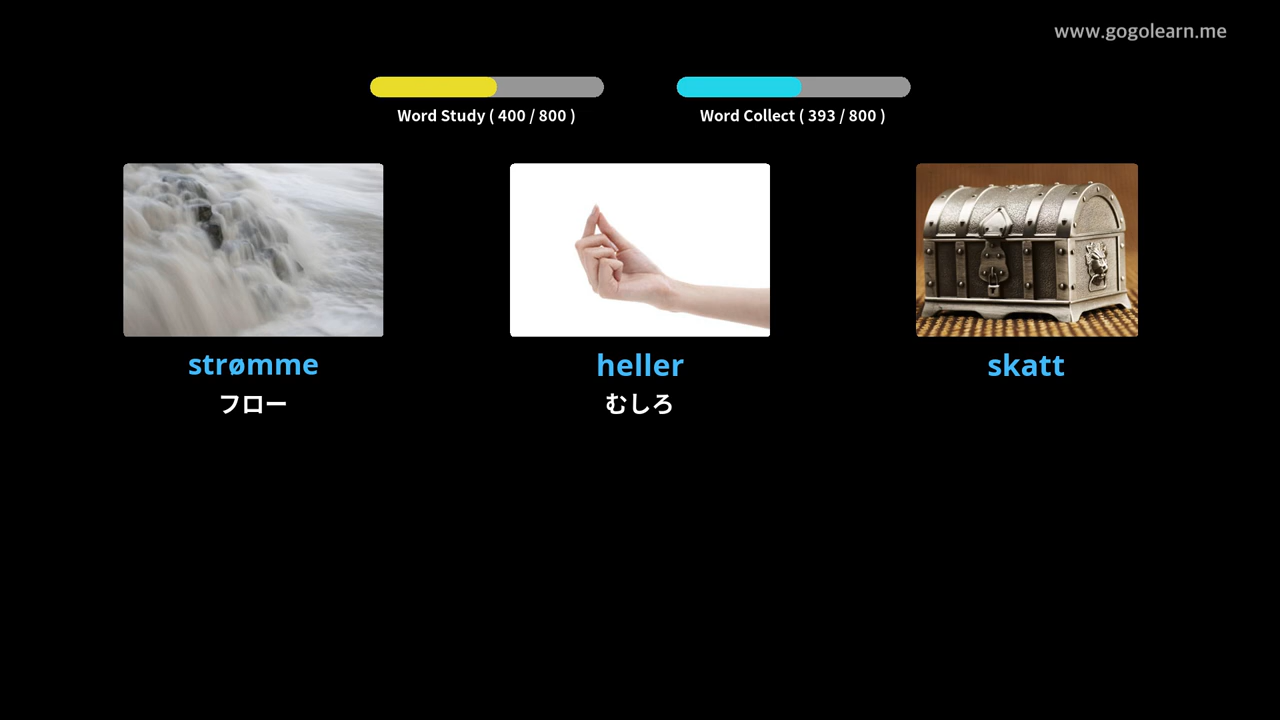 www.gogolearn.me
Word Study ( 400 / 800 )
Word Collect ( 393 / 800 )
strømme
フロー
heller
むしろ
skatt